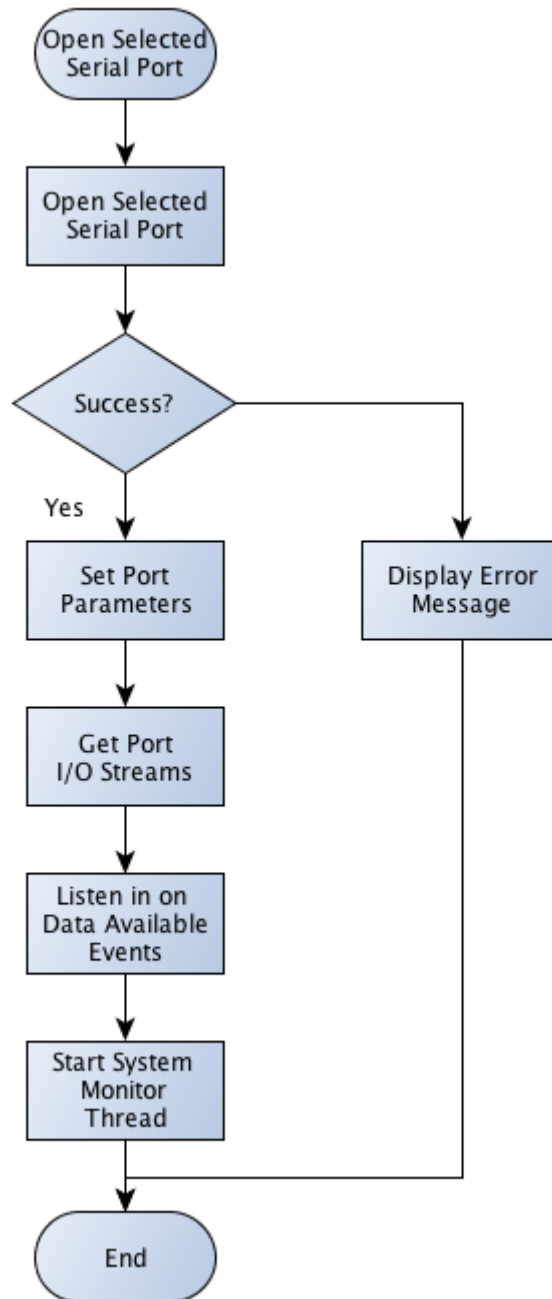 Open Selected
Serial Port
Open Selected
Serial Port
Success?
Yes
Set Port
Parameters
Display Error
Message
Get Port
I/O Streams
Listen in on
Data Available
Events
Start System
Monitor
Thread
End